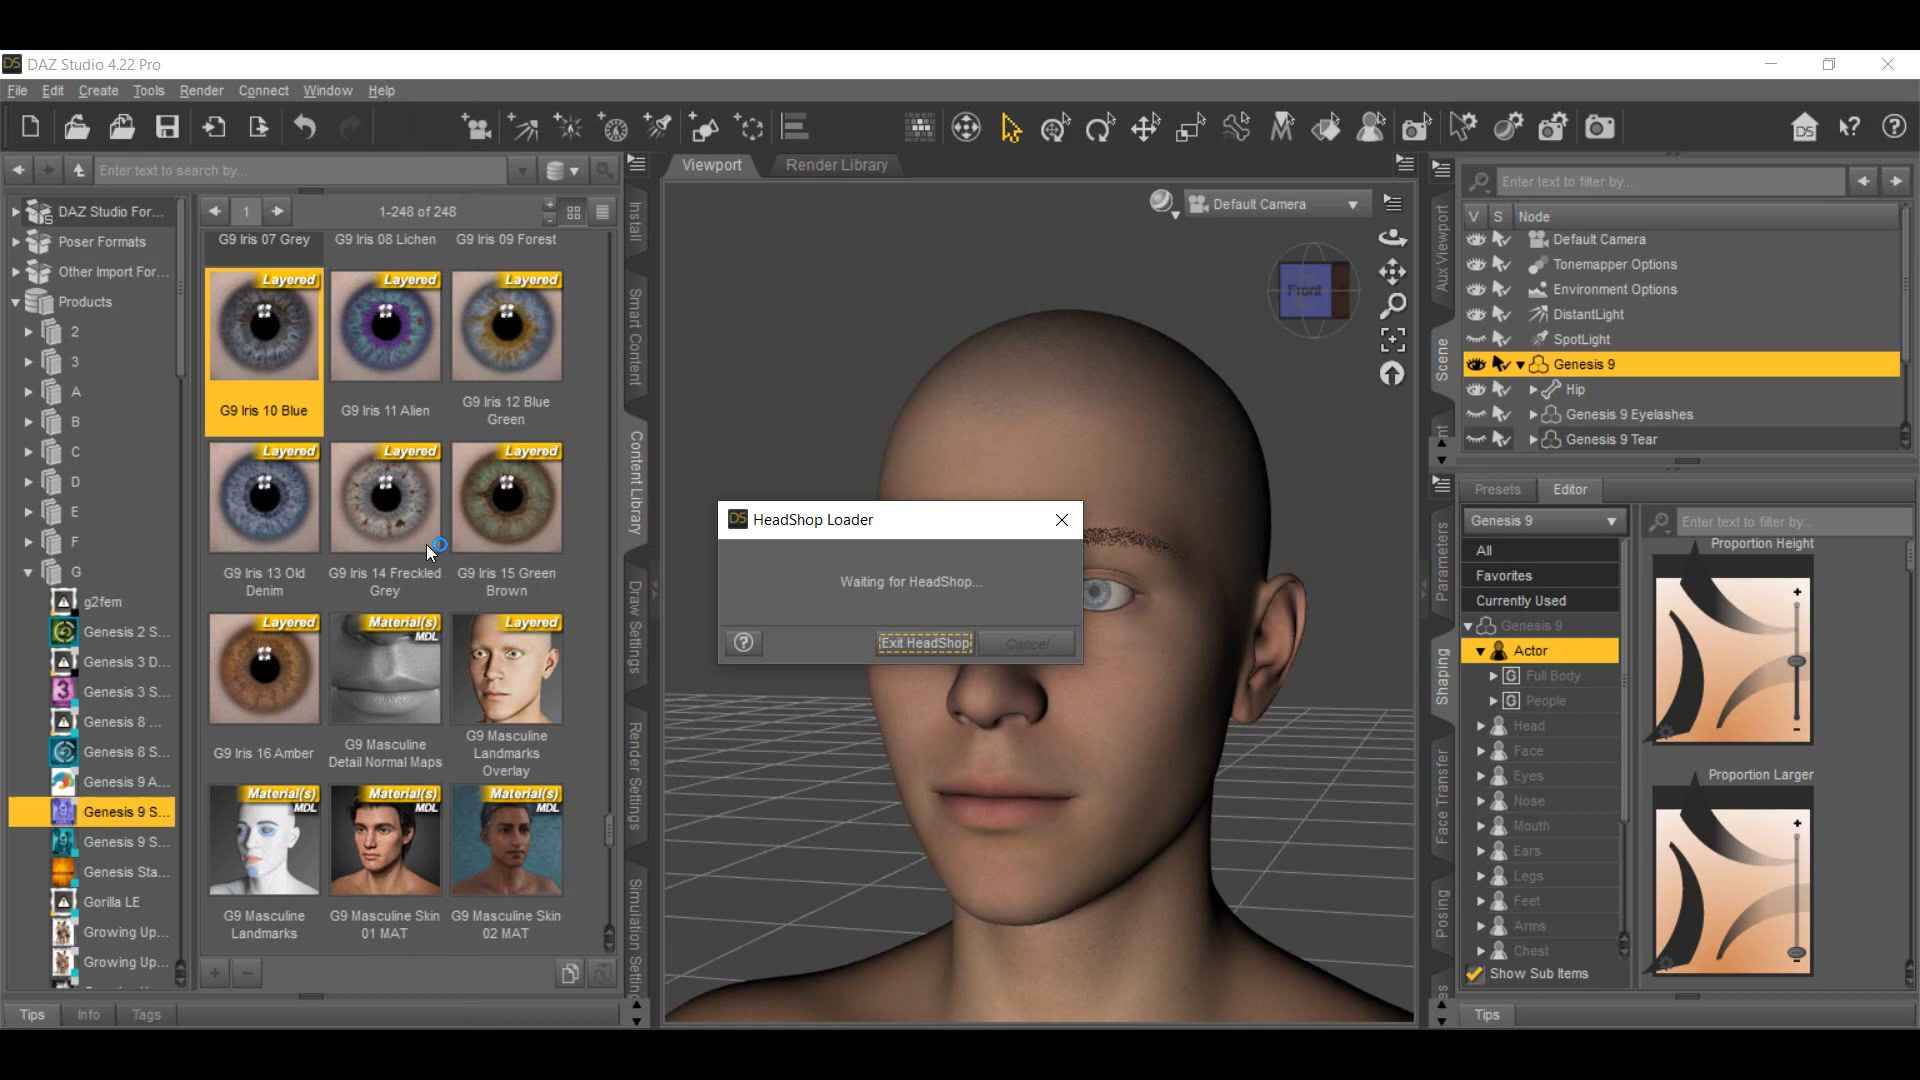 DAZ Studio 4.22 Pro
File Edit Create Tools Render Connect Window Help
Enter text to search by...
DAZ Studio For...
Poser Formats
Other Import For...
Products
2
3
A
B
C
D
E
F
G
g2fem
Genesis 2 S...
Genesis 3 D...
Genesis 3 S...
Genesis 8 ...
Genesis 8 S...
Genesis 9 A...
Genesis 9 S...
Genesis 9 S...
Genesis Sta...
Gorilla LE
Growing Up...
Growing Up...
1
1-248 of 248
G9 Iris 07 Grey
G9 Iris 08 Lichen
G9 Iris 09 Forest
Layered
Layered
Layered
G9 Iris 10 Blue
G9 Iris 11 Alien
G9 Iris 12 Blue
Green
Layered
Layered
Layered
G9 Iris 13 Old
Denim
G9 Iris 14 Freckled
Grey
G9 Iris 15 Green
Brown
Layered
Material(s)
MDL
Layered
G9 Iris 16 Amber
G9 Masculine
Detail Normal Maps
G9 Masculine
Landmarks
Overlay
Material(s)
MDL
Material(s)
MDL
Material(s)
MDL
G9 Masculine
Landmarks
G9 Masculine Skin
01 MAT
G9 Masculine Skin
02 MAT
Tips Info Tags
Install
Smart Content
Content Library
Draw Settings
Render Settings
Simulation Setting
Viewport Render Library
Default Camera
Front
HeadShop Loader
Waiting for HeadShop...
Exit HeadShop Cancel
Aux Viewport
Scene
Enter text to filter by...
V S Node
Default Camera
Tonemapper Options
Environment Options
DistantLight
SpotLight
Genesis 9
Hip
Genesis 9 Eyelashes
Genesis 9 Tear
Parameters
Shaping
Face Transfer
Posing
Presets Editor
Genesis 9
Enter text to filter by...
All
Favorites
Currently Used
Genesis 9
Actor
Full Body
People
Head
Face
Eyes
Nose
Mouth
Ears
Legs
Feet
Arms
Chest
Show Sub Items
Proportion Height
Proportion Larger
Tips